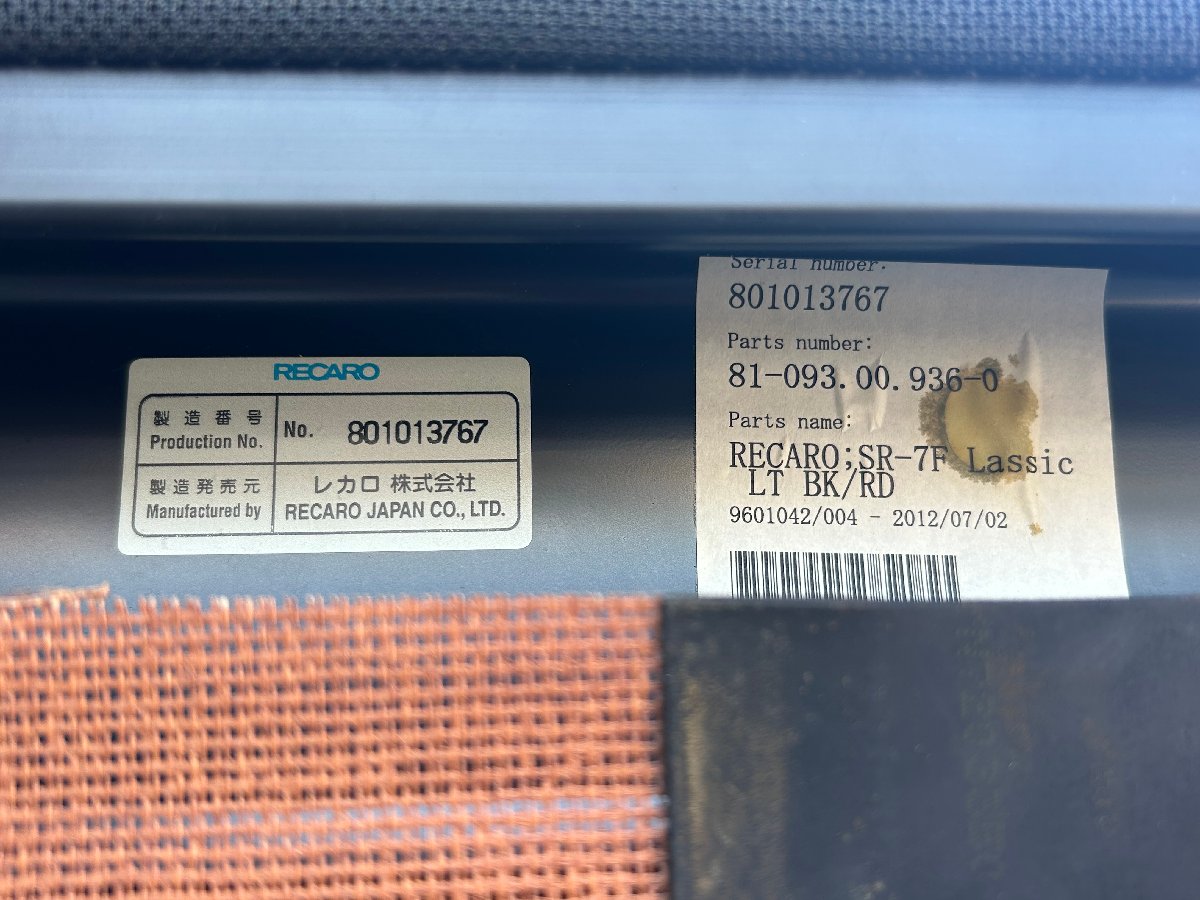 RECARO
製造番号
Production No.
No. 801013767
製造発売元
Manufactured by
レカロ 株式会社
RECARO JAPAN CO., LTD.
Serial number:
801013767
Parts number:
81-093.00.936-0
Parts name:
RECARO;SR-7F Lassic
LT BK/RD
9601042/004 - 2012/07/02